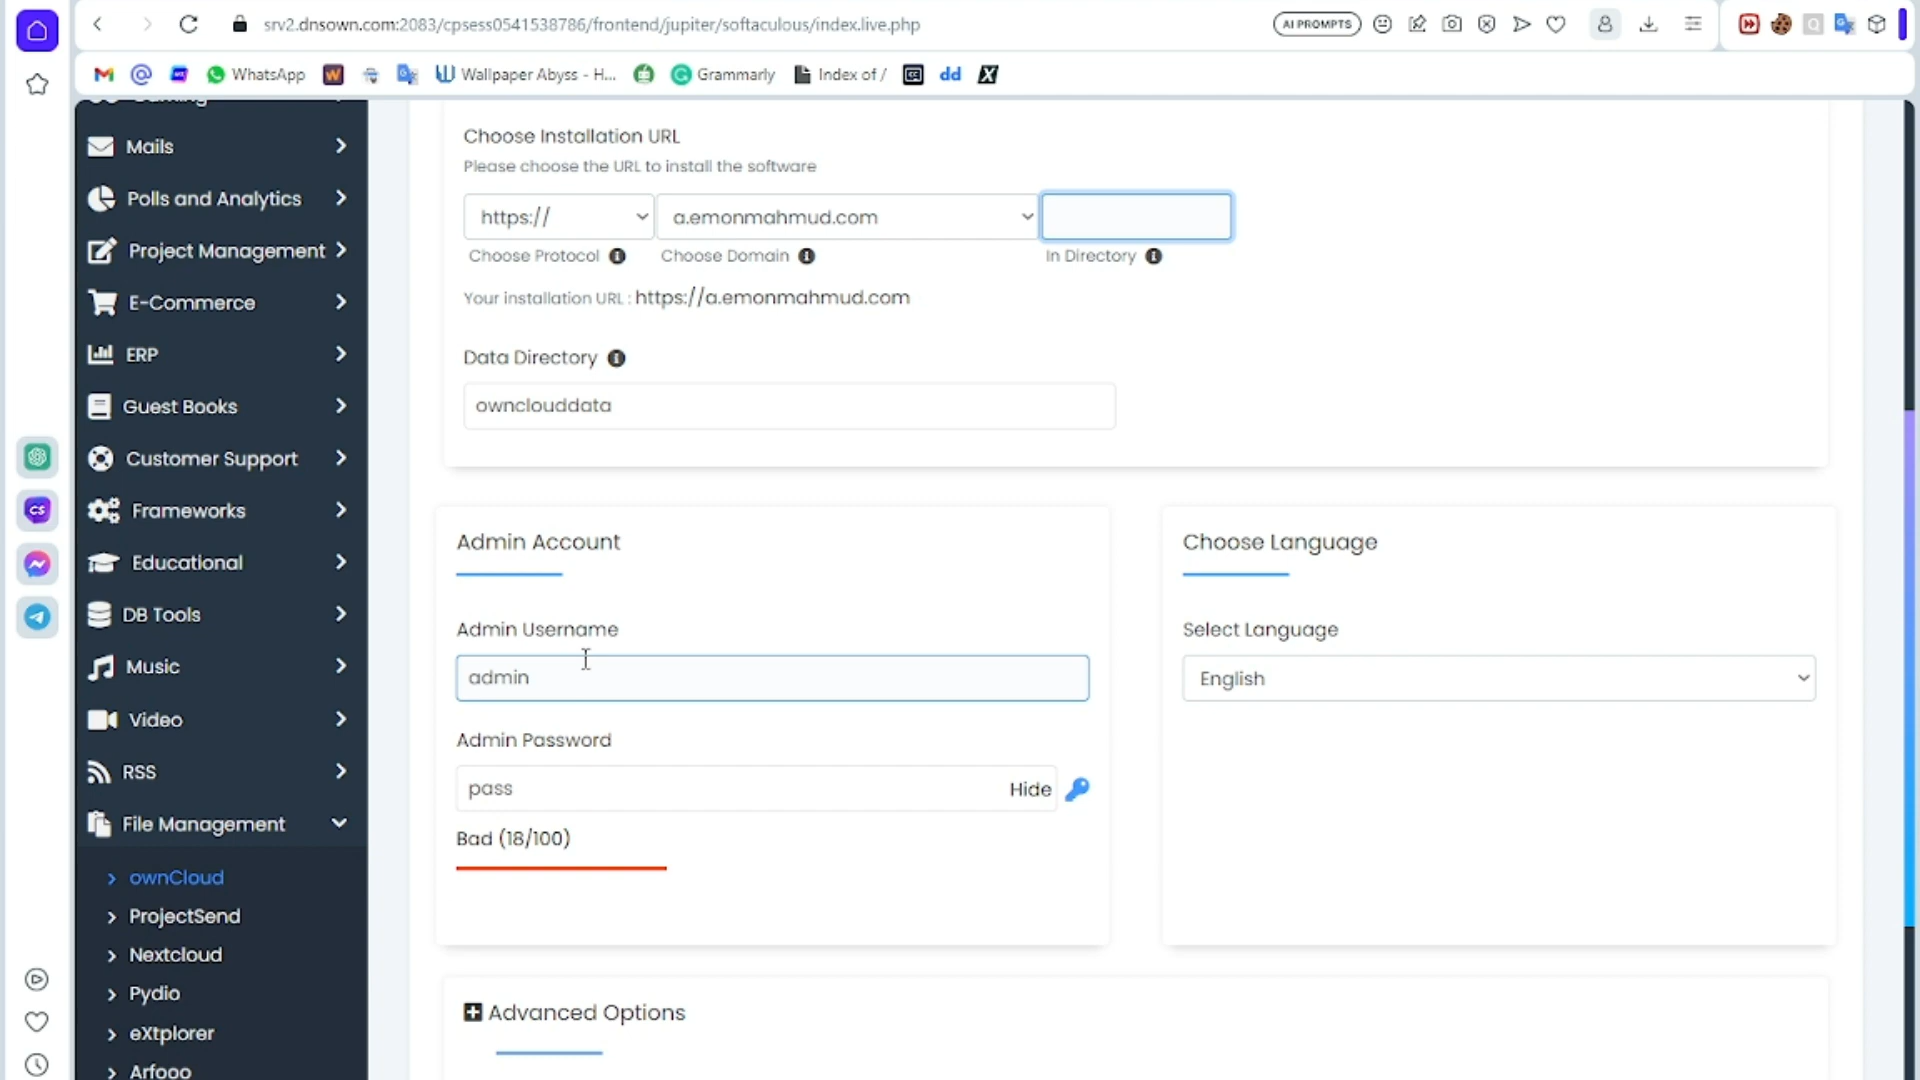 srv2.dnsown.com:2083/cpsess0541538786/frontend/jupiter/softaculous/index.live.php
AI PROMPTS
WhatsApp
Wallpaper Abyss - H...
Grammarly
Index of /
dd
Mails
Polls and Analytics
Project Management
E-Commerce
ERP
Guest Books
Customer Support
Frameworks
Educational
DB Tools
Music
Video
RSS
File Management
ownCloud
ProjectSend
Nextcloud
Pydio
eXtplorer
Arfooo
CS
Choose Installation URL
Please choose the URL to install the software
https://
a.emonmahmud.com
Choose Protocol
Choose Domain
In Directory
Your installation URL : https://a.emonmahmud.com
Data Directory
ownclouddata
Admin Account
Admin Username
admin
Admin Password
pass
Hide
Bad (18/100)
Choose Language
Select Language
English
Advanced Options